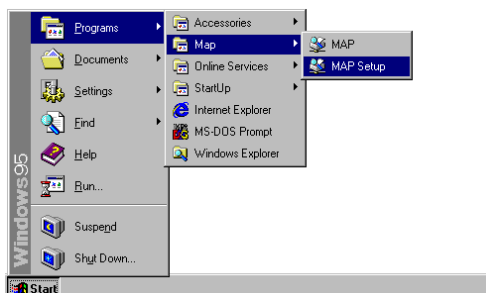 Programs
Documents
Settings
Find
Help
Run...
Suspend
Shut Down...
Windows95
Start
Accessories
Map
Online Services
StartUp
Internet Explorer
MS-DOS Prompt
Windows Explorer
MAP
MAP Setup